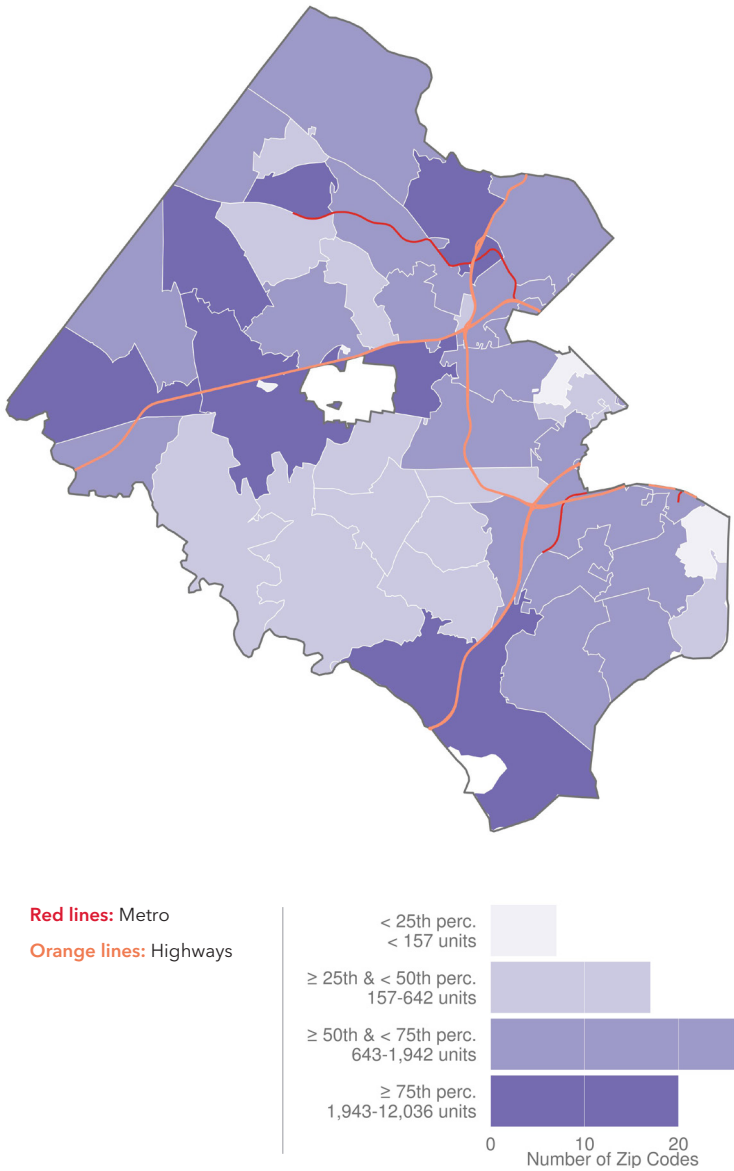 Red lines: Metro
Orange lines: Highways
< 25th perc.
< 157 units
≥ 25th & < 50th perc.
157-642 units
≥ 50th & < 75th perc.
643-1,942 units
≥ 75th perc.
1,943-12,036 units
0 10 20
Number of Zip Codes